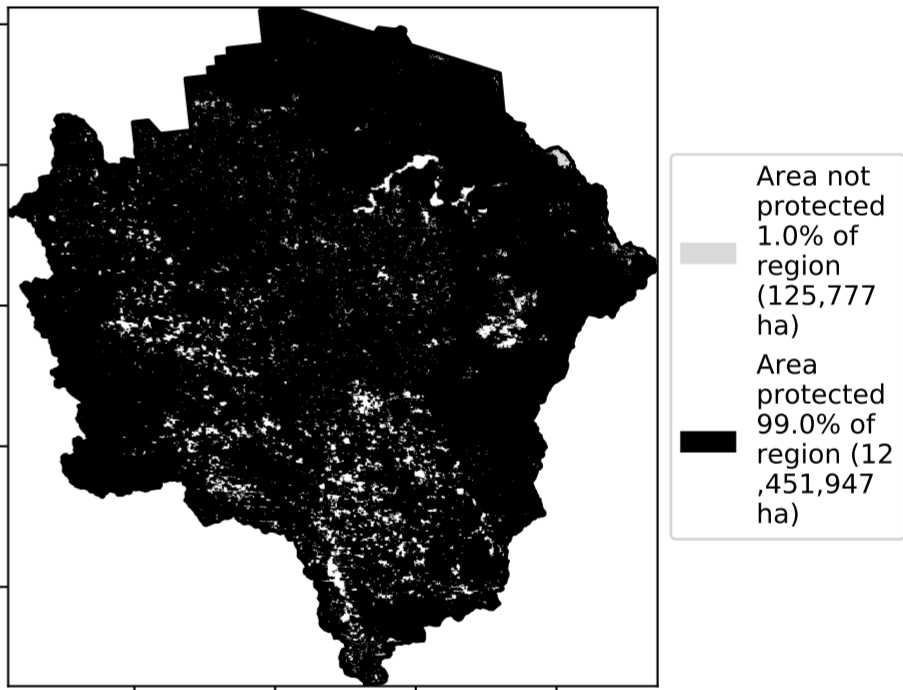 Area not
protected
1.0% of
region
(125,777
ha)
Area
protected
99.0% of
region (12
,451,947
ha)